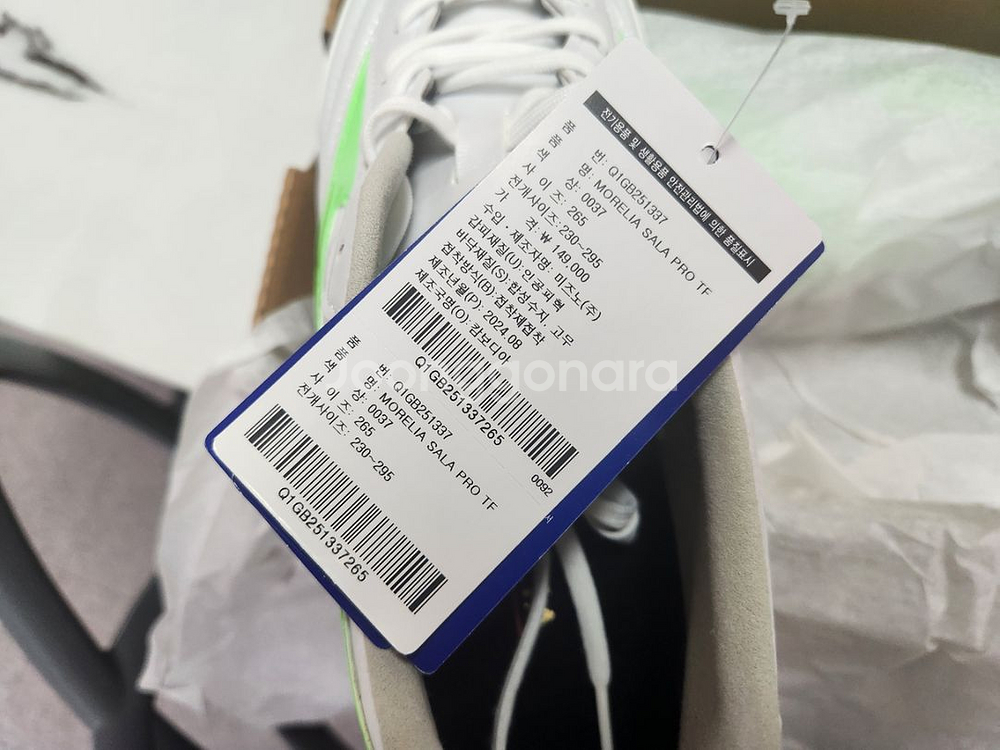 전기용품 및 생활용품 안전관리법에 의한 품질표시
품 번: Q1GB251337
품 명: MORELIA SALA PRO TF
색 상: 0037
사 이 즈: 265
전개사이즈: 230~295
가 격: ₩ 149,000
수입 . 제조자명: 미즈노(주)
갑피재질(U): 인공피혁
바닥재질(S): 합성수지, 고무
접착방식(B): 접착제접착
제조년월(P): 2024.06
제조국명(O): 캄보디아
Q1GB251337265
0092
품 번: Q1GB251337
품 명: MORELIA SALA PRO TF
색 상: 0037
사 이 즈: 265
전개사이즈: 230~295
Q1GB251337265
서
Joonggonara